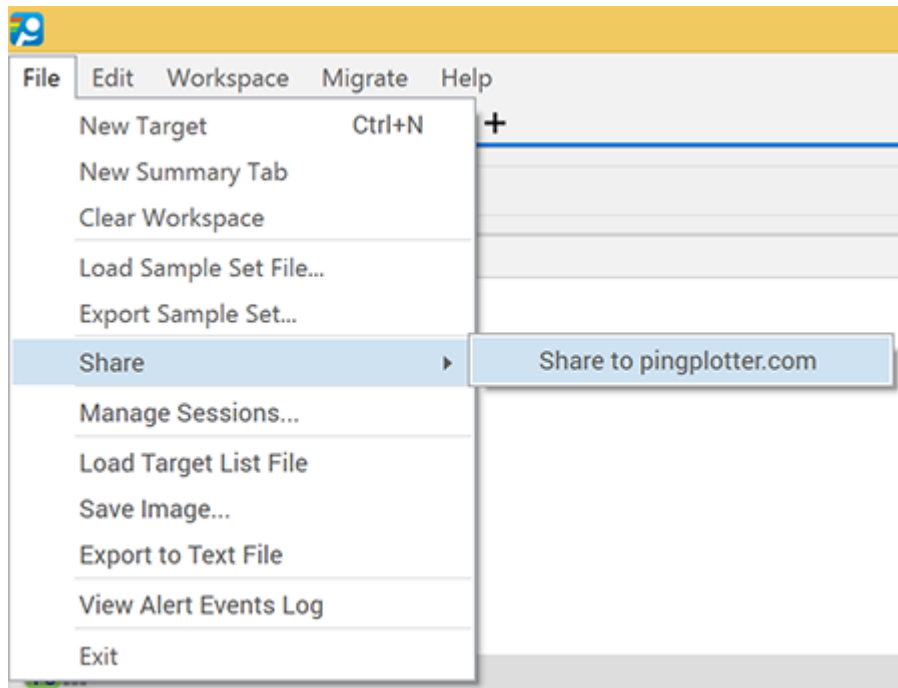 File Edit Workspace Migrate Help
New Target Ctrl+N
+
New Summary Tab
Clear Workspace
Load Sample Set File...
Export Sample Set...
Share
Share to pingplotter.com
Manage Sessions...
Load Target List File
Save Image...
Export to Text File
View Alert Events Log
Exit